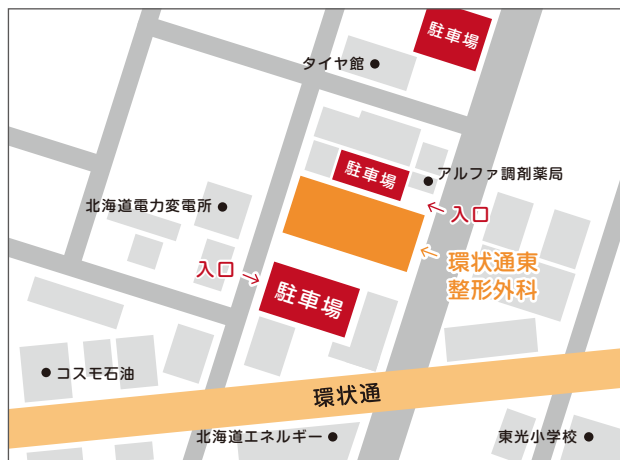 駐車場
タイヤ館
駐車場
アルファ調剤薬局
北海道電力変電所
入口
入口
環状通東
整形外科
駐車場
コスモ石油
環状通
北海道エネルギー
東光小学校